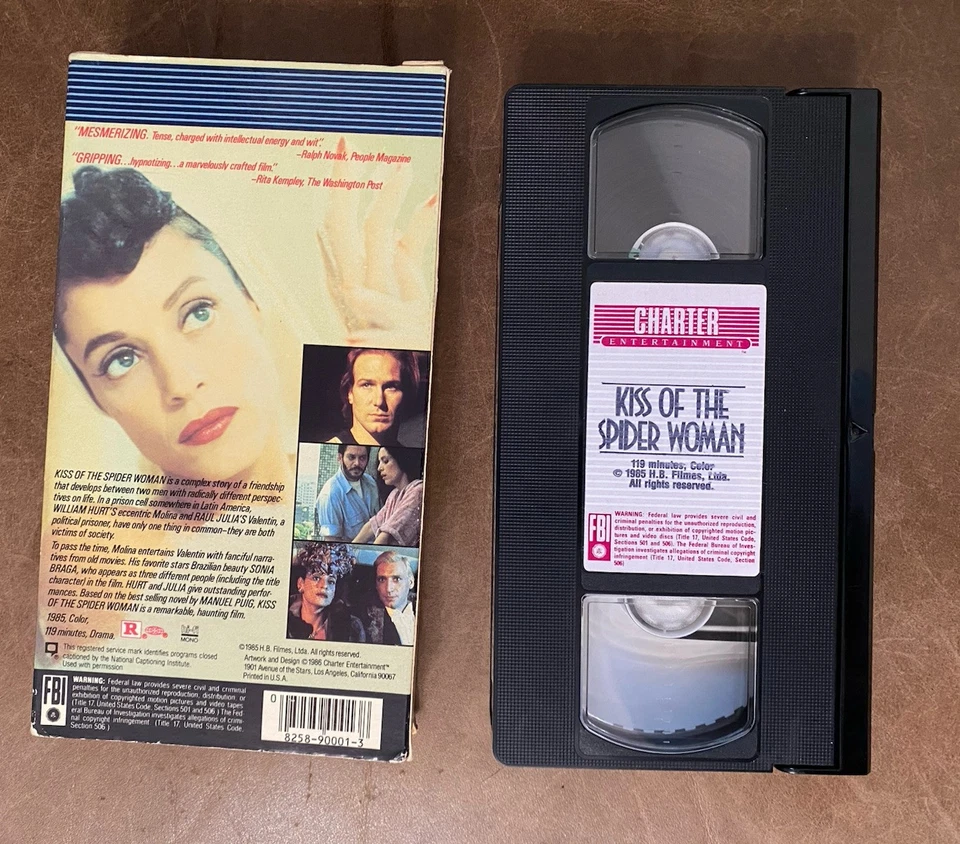 "MESMERIZING. Tense, charged with intellectual energy and wit",
–Ralph Novak, People Magazine
"GRIPPING...hypnotizing...a marvelously crafted film."
–Rita Kempley, The Washington Post
KISS OF THE SPIDER WOMAN is a complex story of a friendship
that develops between two men with radically different perspec-
tives on life. In a prison cell somewhere in Latin America,
WILLIAM HURT'S eccentric Molina and RAUL JULIA'S Valentin, a
political prisoner, have only one thing in common–they are both
victims of society.
To pass the time, Molina entertains Valentin with fanciful narra-
tives from old movies. His favorite stars Brazilian beauty SONIA
BRAGA, who appears as three different people (including the title
character) in the film. HURT and JULIA give outstanding perfor-
mances. Based on the best selling novel by MANUEL PUIG, KISS
OF THE SPIDER WOMAN is a remarkable, haunting film.
1985, Color,
119 minutes, Drama.
R
hi-fi
MONO
This registered service mark identifies programs closed
captioned by the National Captioning Institute.
Used with permission
©1985 H.B. Filmes, Ltda. All rights reserved.
Artwork and Design ©1986 Charter Entertainment™
1901 Avenue of the Stars, Los Angeles, California 90067
Printed in U.S.A.
FBI
WARNING: Federal law provides severe civil and criminal
penalties for the unauthorized reproduction, distribution or
exhibition of copyrighted motion pictures and video tapes
(Title 17, United States Code, Sections 501 and 506.) The Fed
eral Bureau of Investigation investigates allegations of crimi-
nal copyright infringement (Title 17, United States Code,
Section 506.)
0
8258-90001-3
CHARTER
ENTERTAINMENT™
KISS OF THE
SPIDER WOMAN
119 minutes, Color
© 1985 H.B. Filmes, Ltda.
All rights reserved.
FBI
WARNING: Federal law provides severe civil and
criminal penalties for the unauthorized reproduction,
distribution, or exhibition of copyrighted motion pic-
tures and video discs (Title 17, United States Code,
Sections 501 and 506). The Federal Bureau of Inves-
tigation investigates allegations of criminal copyright
infringement (Title 17, United States Code, Section
506)